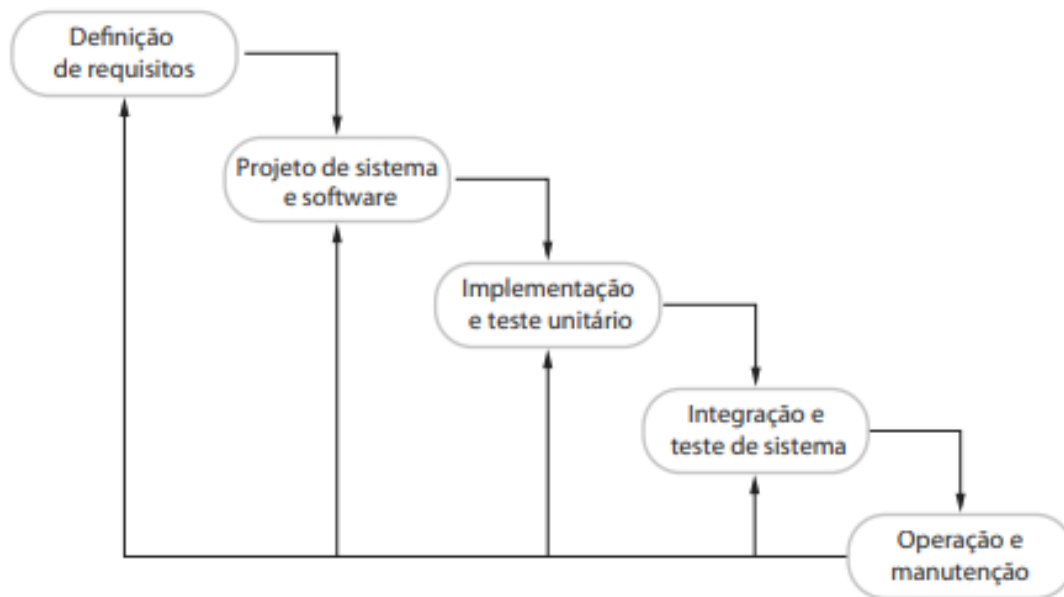 Definição
de requisitos
Projeto de sistema
e software
Implementação
e teste unitário
Integração e
teste de sistema
Operação e
manutenção